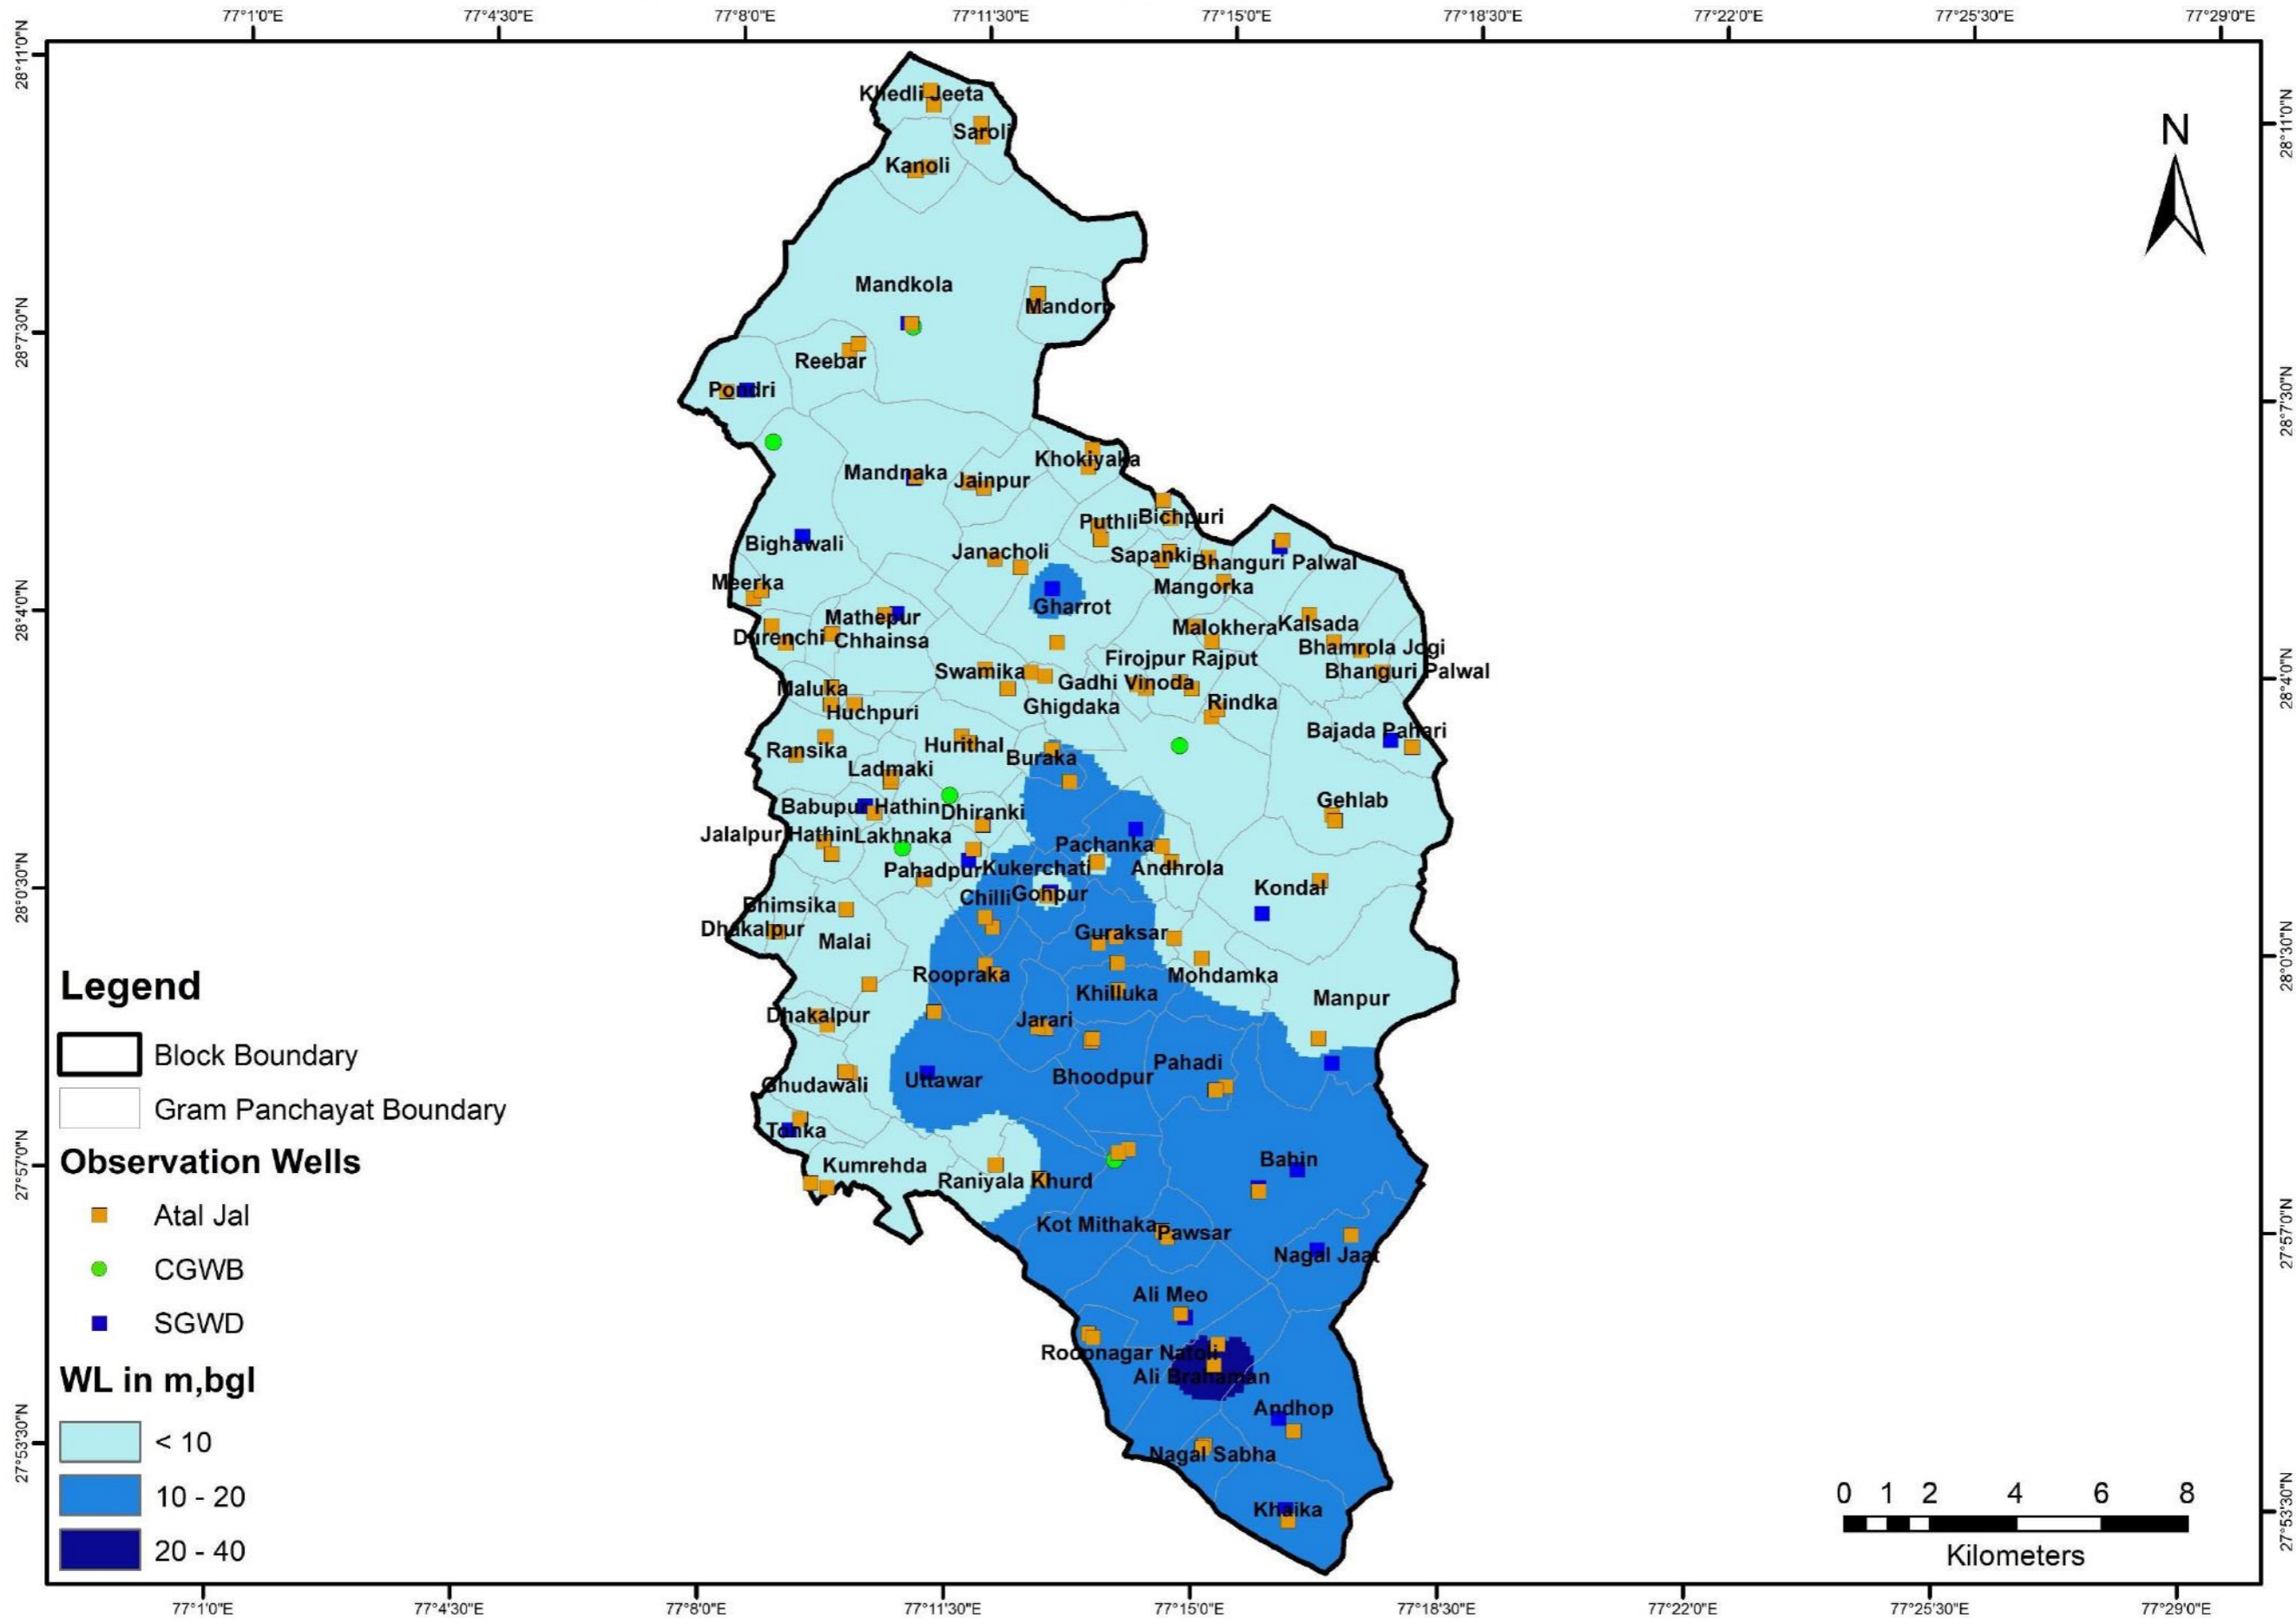 77°1'0"E 77°4'30"E 77°8'0"E 77°11'30"E 77°15'0"E 77°18'30"E 77°22'0"E 77°25'30"E 77°29'0"E
28°11'0"N
28°7'30"N
28°7'30"N
28°4'0"N
28°4'0"N
28°0'30"N
28°0'30"N
27°57'0"N
27°57'0"N
27°53'30"N
27°53'30"N
N
Khedli Jeeta
Saroli
Kanoli
Mandkola
Mandori
Reebar
Pondri
Khokiyaka
Mandnaka
Jainpur
Puthli
Bichpuri
Bighawali
Janacholi
Sapanki
Bhanguri Palwal
Meerka
Mangorka
Gharrot
Mathepur
Malokhera
Kalsada
Durenchi
Chhainsa
Bhamrola Jogi
Firojpur Rajput
Swamika
Bhanguri Palwal
Gadhi Vinoda
Maluka
Ghigdaka
Rindka
Huchpuri
Bajada Pahari
Ransika
Hurithal
Buraka
Ladmaki
Gehlab
Babupur Hathin
Dhiranki
Jalalpur Hathin
Lakhnaka
Pachanka
Pahadpur
Kukerchati
Andhrola
Kondal
Chilli
Gohpur
Bhimsika
Dhakalpur
Malai
Guraksar
Roopraka
Mohdamka
Khilluka
Manpur
Dhakalpur
Jarari
Pahadi
Ghudawali
Uttawar
Bhoodpur
Tonka
Bahin
Kumrehda
Raniyala Khurd
Kot Mithaka
Pawsar
Nagal Jaat
Ali Meo
Roopnagar Natoli
Ali Brahaman
Andhop
Nagal Sabha
Khaika
Legend
Block Boundary
Gram Panchayat Boundary
Observation Wells
Atal Jal
CGWB
SGWD
WL in m,bgl
< 10
10 - 20
20 - 40
0 1 2 4 6 8
Kilometers
77°1'0"E 77°4'30"E 77°8'0"E 77°11'30"E 77°15'0"E 77°18'30"E 77°22'0"E 77°25'30"E 77°29'0"E